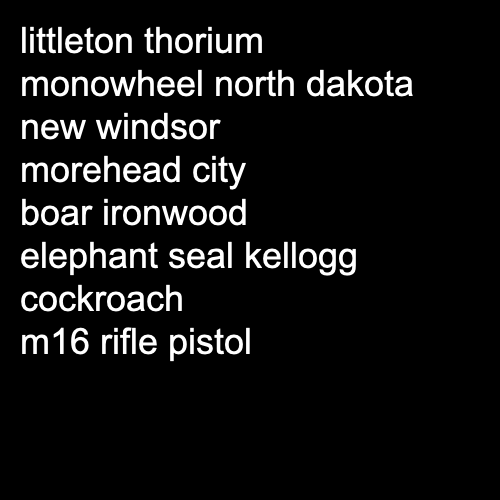 littleton thorium
monowheel north dakota
new windsor
morehead city
boar ironwood
elephant seal kellogg
cockroach
m16 rifle pistol